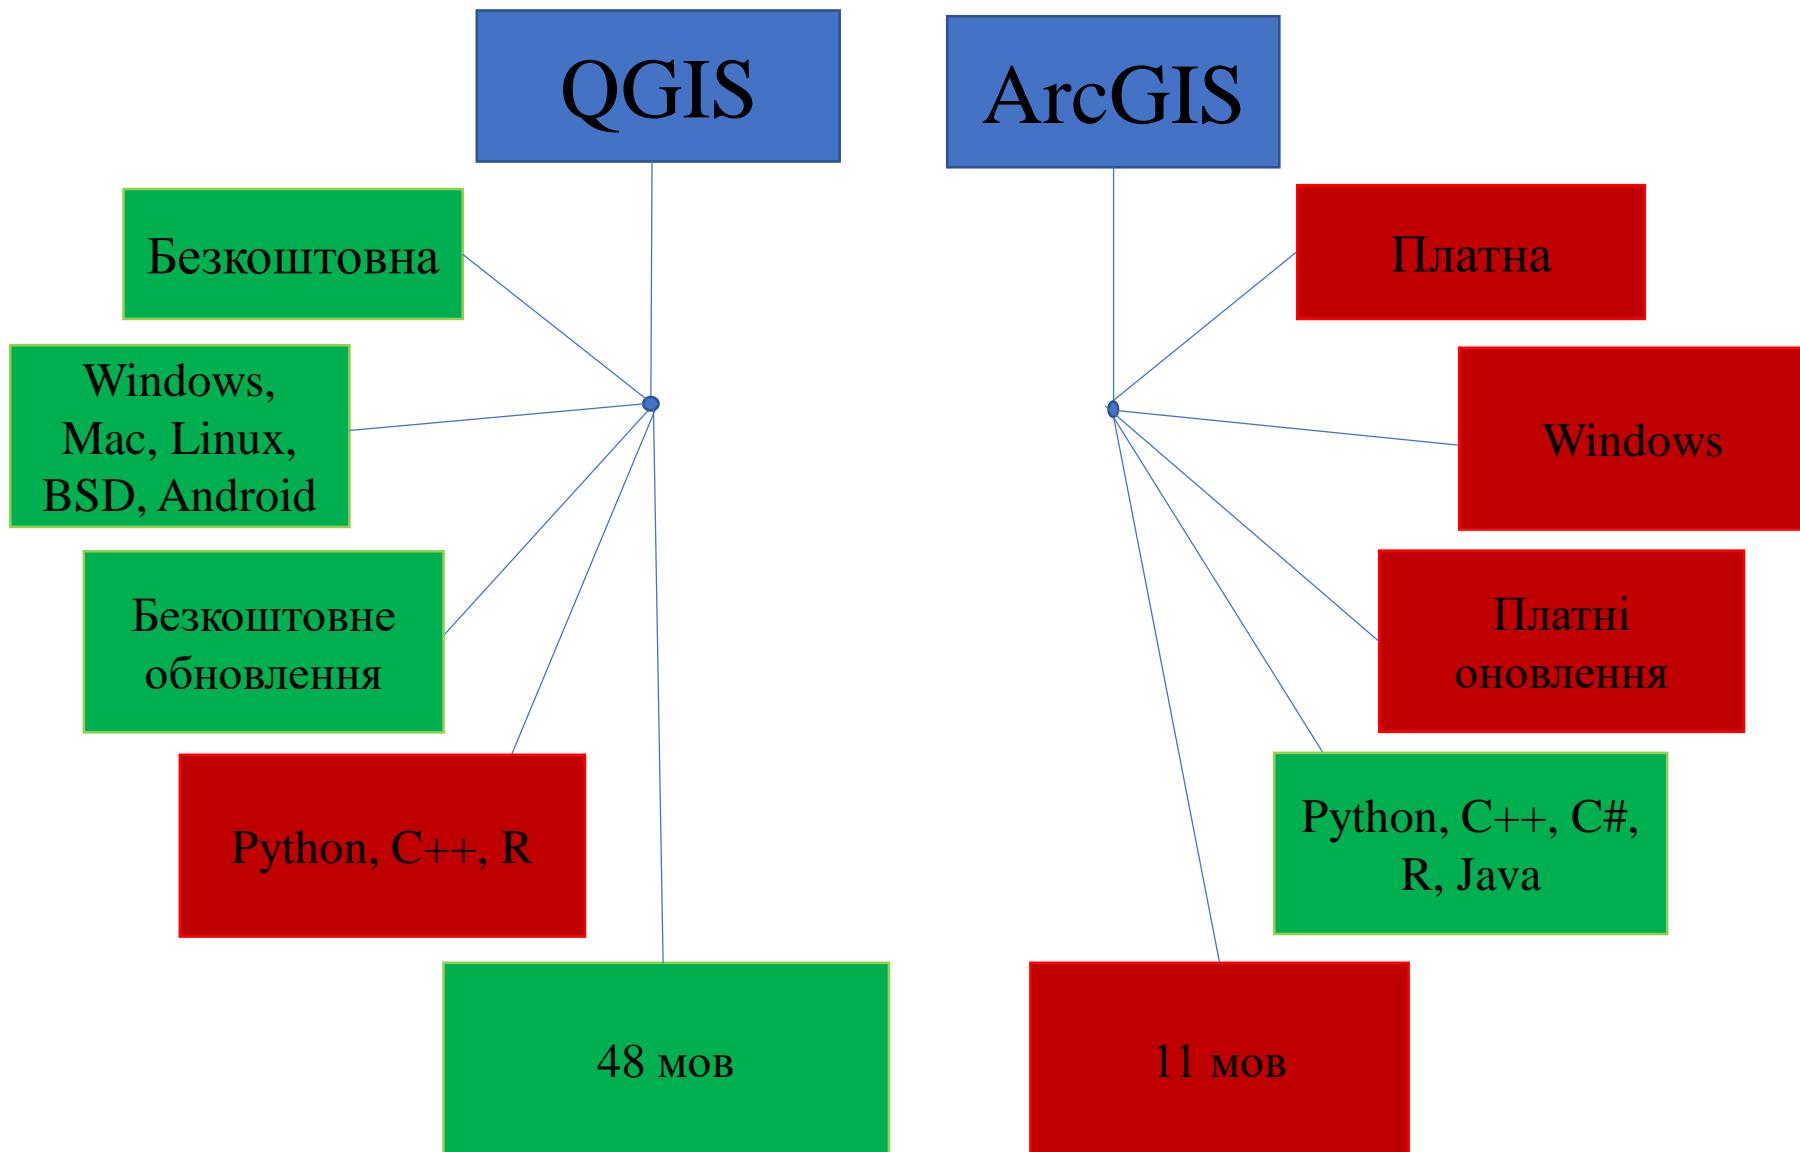 QGIS
Безкоштовна
Windows,
Mac, Linux,
BSD, Android
Безкоштовне
обновлення
Python, C++, R
48 мов
ArcGIS
Платна
Windows
Платні
оновлення
Python, C++, C#,
R, Java
11 мов